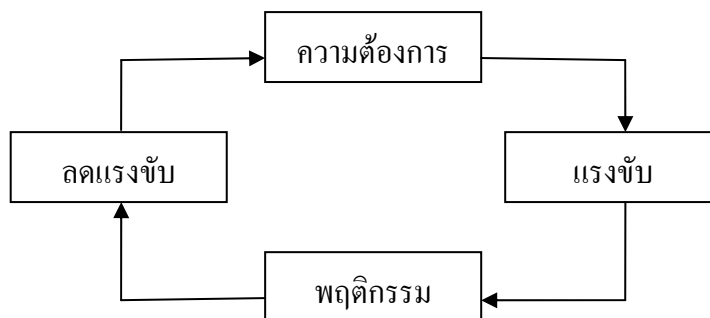 ความต้องการ
ลดแรงขับ
แรงขับ
พฤติกรรม